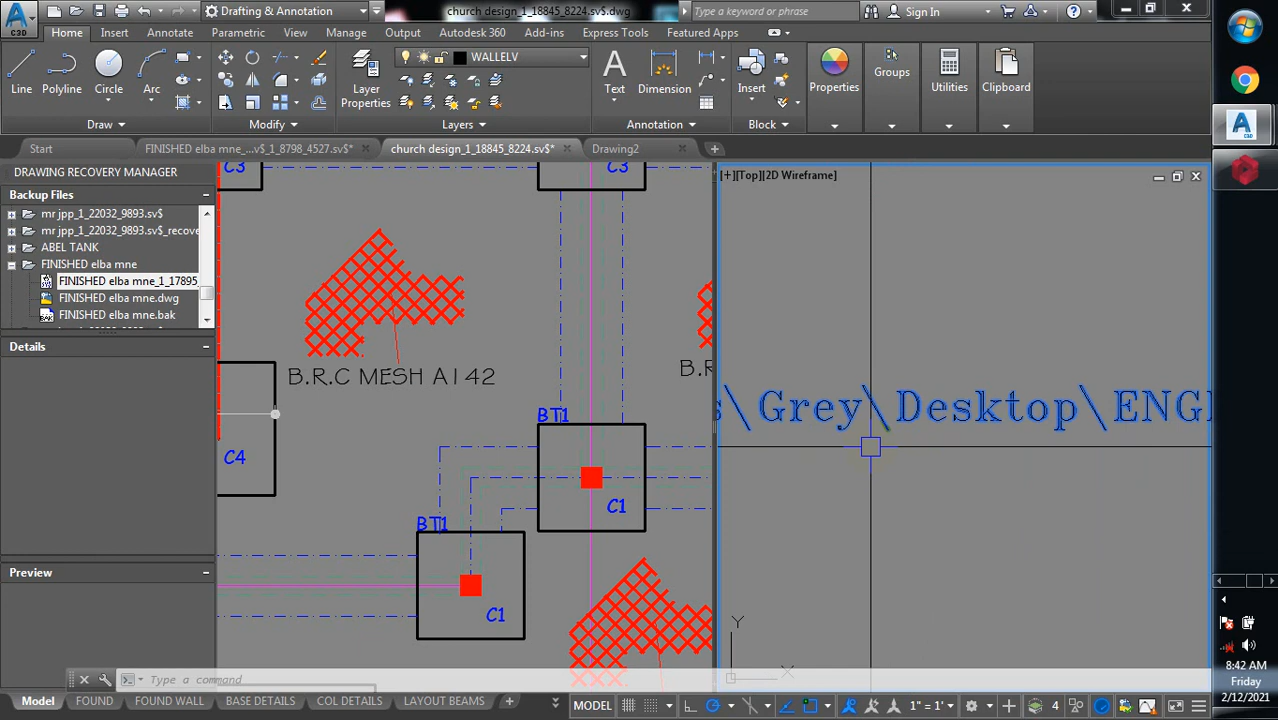 Drafting & Annotation
church design_1_18845_8224.sv$.dwg
Type a keyword or phrase
Sign In
C3D
Home Insert Annotate Parametric View Manage Output Autodesk 360 Add-ins Express Tools Featured Apps
WALLELV
Line Polyline Circle Arc
Layer Properties
Text Dimension
Insert
Properties
Groups
Utilities
Clipboard
Draw Modify Layers Annotation Block
Start FINISHED elba mne_...v$_1_8798_4527.sv$* church design_1_18845_8224.sv$* Drawing2
DRAWING RECOVERY MANAGER
Backup Files
mr jpp_1_22032_9893.sv$
mr jpp_1_22032_9893.sv$_recove
ABEL TANK
FINISHED elba mne
FINISHED elba mne_1_17895
FINISHED elba mne.dwg
FINISHED elba mne.bak
Details
Preview
C3
C3
B.R.C MESH A142
B.R
C4
BT1
C1
BT1
C1
[+][Top][2D Wireframe]
s\Grey\Desktop\ENG
Y
X
Type a command
Model FOUND FOUND WALL BASE DETAILS COL DETAILS LAYOUT BEAMS
MODEL
1" = 1'
4
8:42 AM
Friday
2/12/2021